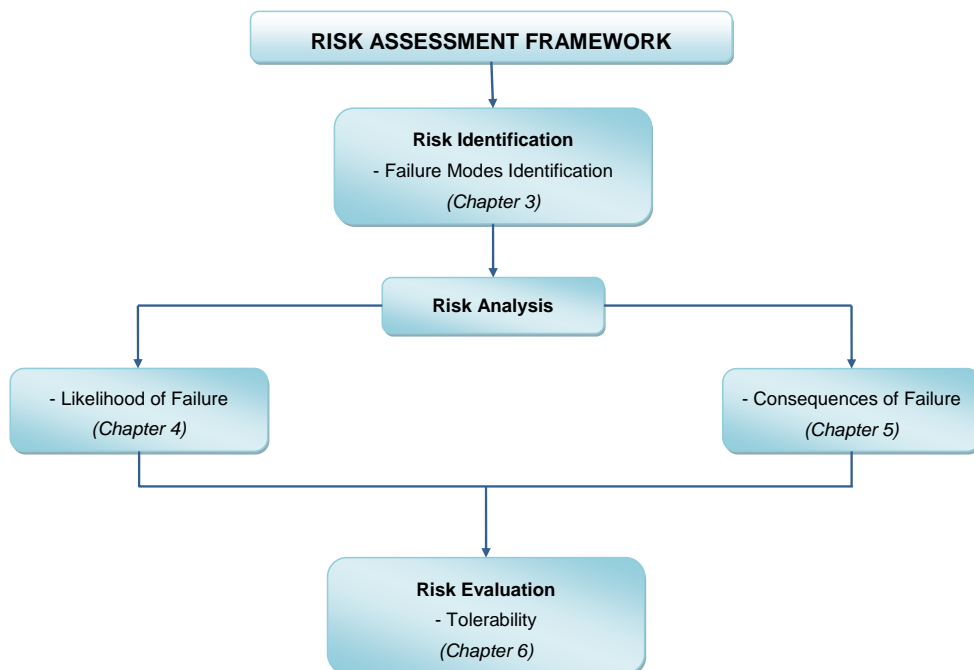 RISK ASSESSMENT FRAMEWORK
Risk Identification
- Failure Modes Identification
(Chapter 3)
Risk Analysis
- Likelihood of Failure
(Chapter 4)
- Consequences of Failure
(Chapter 5)
Risk Evaluation
- Tolerability
(Chapter 6)